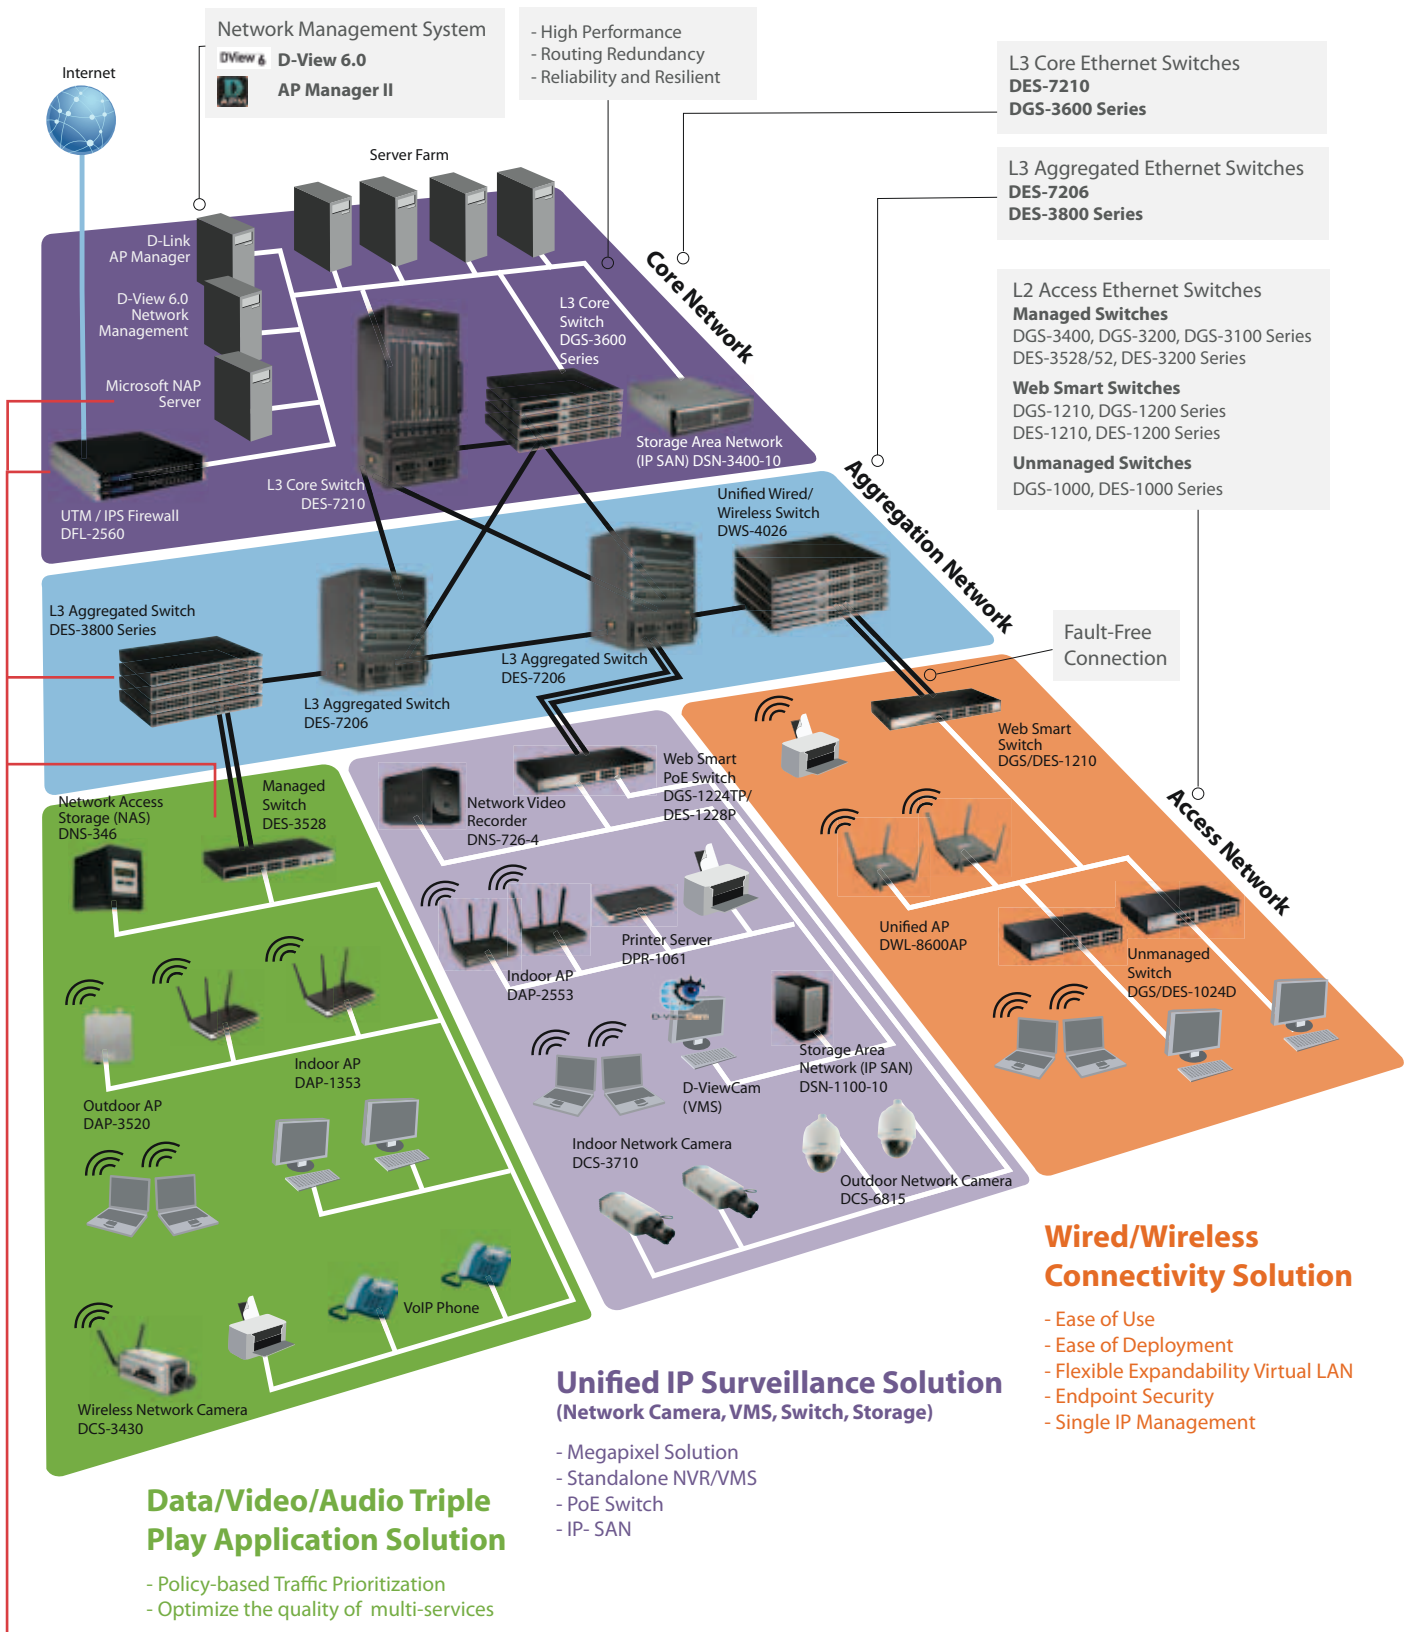 Network Management System
DView 6 D-View 6.0
AP Manager II
- High Performance
- Routing Redundancy
- Reliability and Resilient
L3 Core Ethernet Switches
DES-7210
DGS-3600 Series
L3 Aggregated Ethernet Switches
DES-7206
DES-3800 Series
L2 Access Ethernet Switches
Managed Switches
DGS-3400, DGS-3200, DGS-3100 Series
DES-3528/52, DES-3200 Series
Web Smart Switches
DGS-1210, DGS-1200 Series
DES-1210, DES-1200 Series
Unmanaged Switches
DGS-1000, DES-1000 Series
Internet
Server Farm
D-Link
AP Manager
D-View 6.0
Network
Management
Microsoft NAP
Server
UTM / IPS Firewall
DFL-2560
L3 Core Switch
DES-7210
L3 Core
Switch
DGS-3600
Series
Storage Area Network
(IP SAN) DSN-3400-10
Core Network
Unified Wired/
Wireless Switch
DWS-4026
Aggregation Network
L3 Aggregated Switch
DES-3800 Series
L3 Aggregated Switch
DES-7206
L3 Aggregated Switch
DES-7206
Fault-Free
Connection
Access Network
Network Access
Storage (NAS)
DNS-346
Managed
Switch
DES-3528
Indoor AP
DAP-1353
Outdoor AP
DAP-3520
VoIP Phone
Wireless Network Camera
DCS-3430
Network Video
Recorder
DNS-726-4
Web Smart
PoE Switch
DGS-1224TP/
DES-1228P
Indoor AP
DAP-2553
Printer Server
DPR-1061
D-ViewCam
D-ViewCam
(VMS)
Storage Area
Network (IP SAN)
DSN-1100-10
Indoor Network Camera
DCS-3710
Outdoor Network Camera
DCS-6815
Web Smart
Switch
DGS/DES-1210
Unified AP
DWL-8600AP
Unmanaged
Switch
DGS/DES-1024D
Wired/Wireless
Connectivity Solution
- Ease of Use
- Ease of Deployment
- Flexible Expandability Virtual LAN
- Endpoint Security
- Single IP Management
Unified IP Surveillance Solution
(Network Camera, VMS, Switch, Storage)
- Megapixel Solution
- Standalone NVR/VMS
- PoE Switch
- IP- SAN
Data/Video/Audio Triple
Play Application Solution
- Policy-based Traffic Prioritization
- Optimize the quality of multi-services